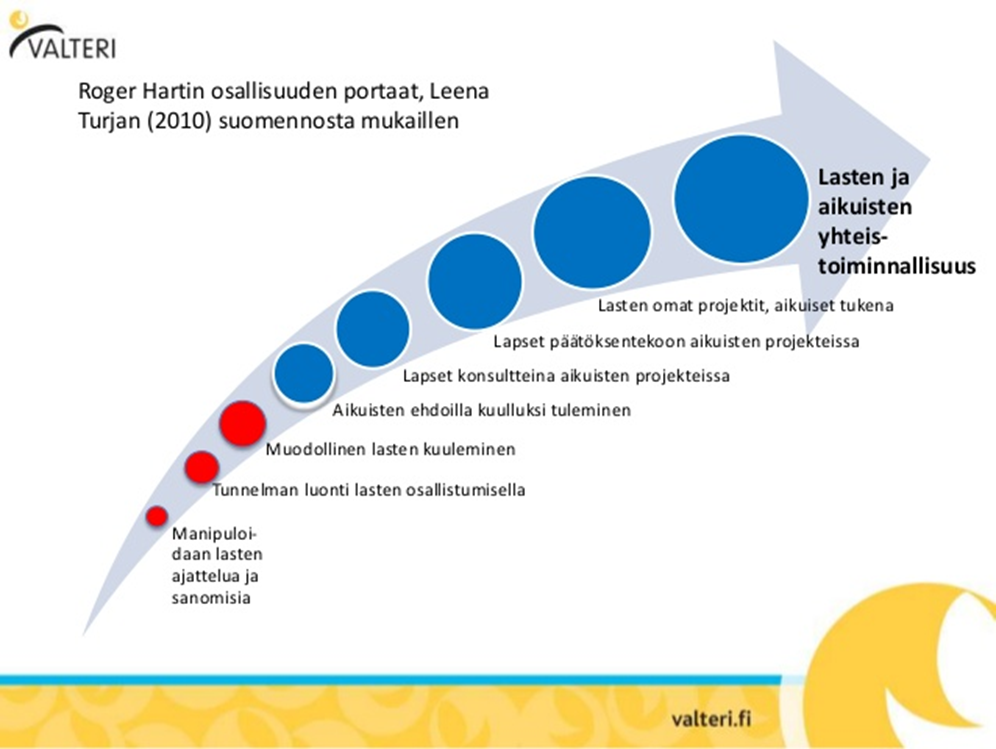 VALTERI
Roger Hartin osallisuuden portaat, Leena
Turjan (2010) suomennosta mukaillen
Lasten ja
aikuisten
yhteis-
toiminnallisuus
Lasten omat projektit, aikuiset tukena
Lapset päätöksentekoon aikuisten projekteissa
Lapset konsultteina aikuisten projekteissa
Aikuisten ehdoilla kuulluksi tuleminen
Muodollinen lasten kuuleminen
Tunnelman luonti lasten osallistumisella
Manipuloi-
daan lasten
ajattelua ja
sanomisia
valteri.fi